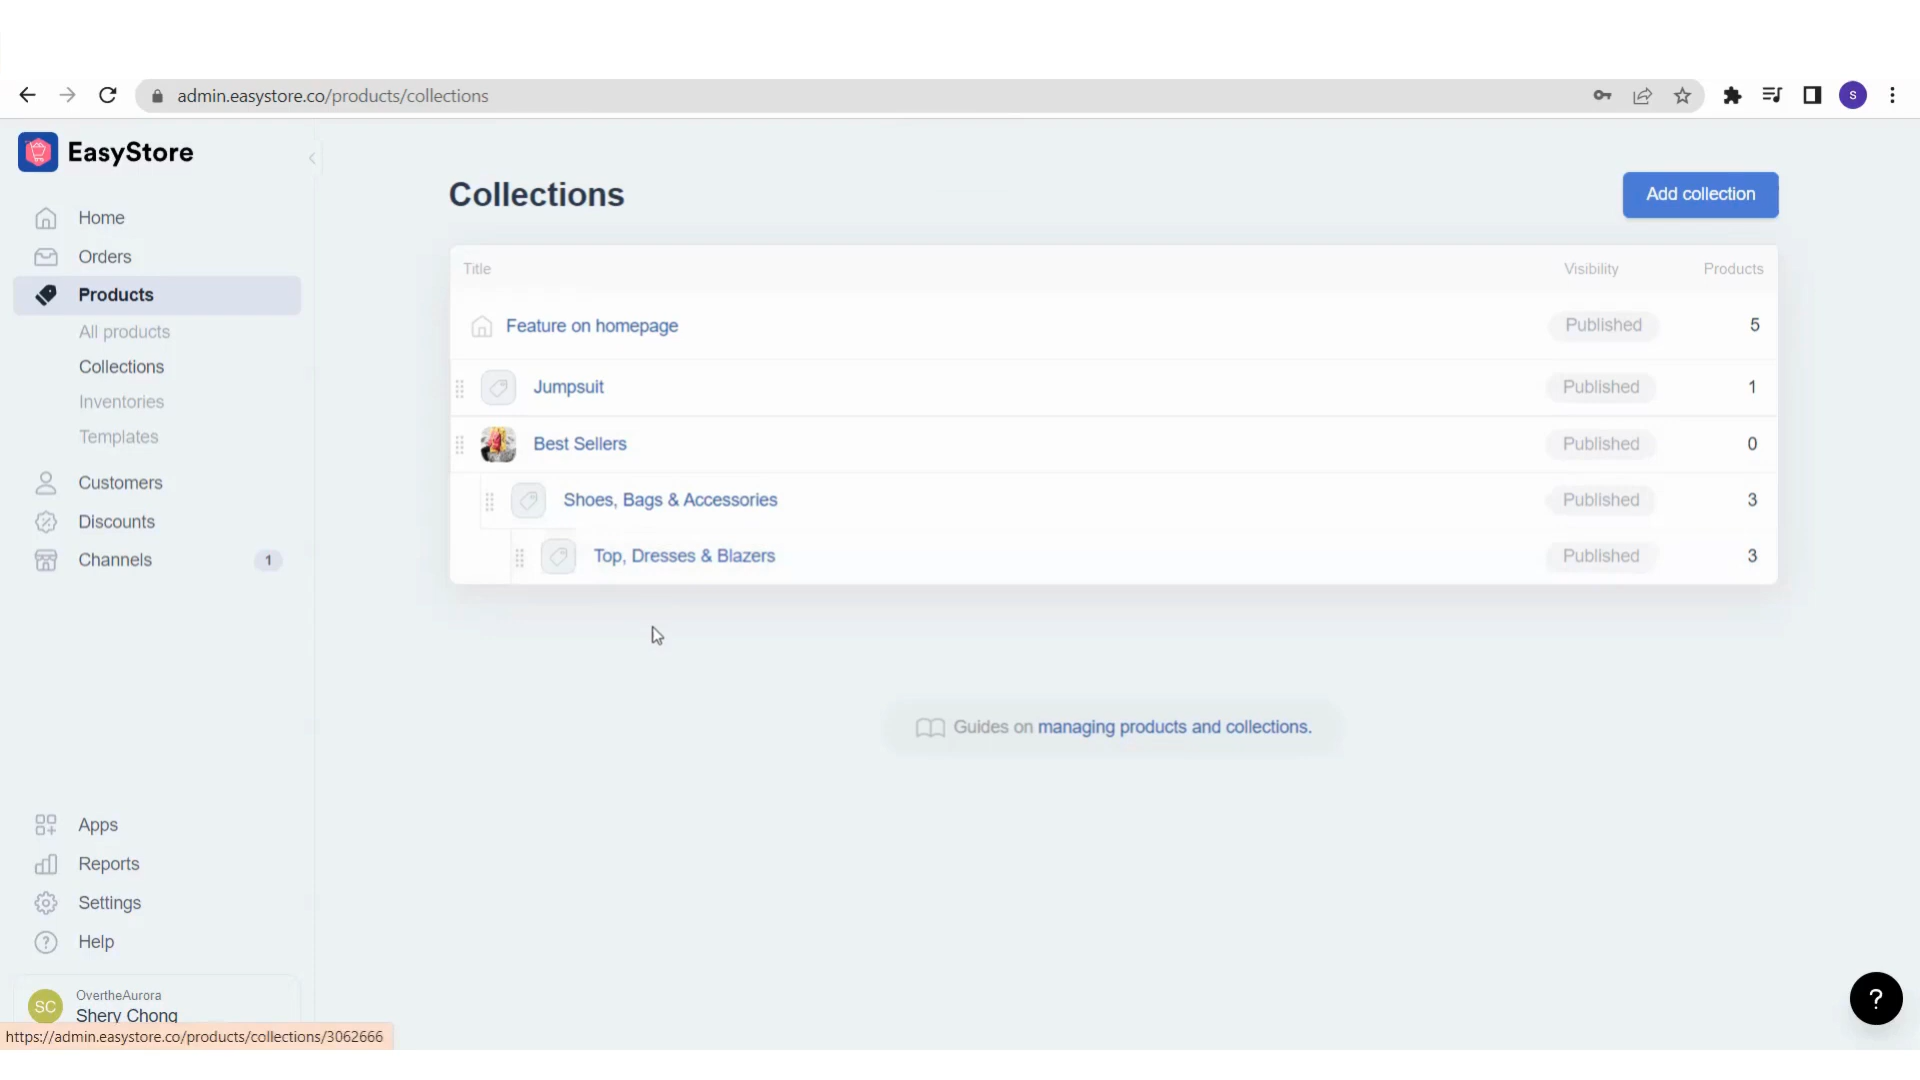 admin.easystore.co/products/collections
S
EasyStore
Home
Orders
Products
All products
Collections
Inventories
Templates
Customers
Discounts
Channels 1
Apps
Reports
Settings
Help
SC
OvertheAurora
Shery Chong
https://admin.easystore.co/products/collections/3062666
Collections
Add collection
Title Visibility Products
Feature on homepage Published 5
Jumpsuit Published 1
Best Sellers Published 0
Shoes, Bags & Accessories Published 3
Top, Dresses & Blazers Published 3
Guides on managing products and collections.
?